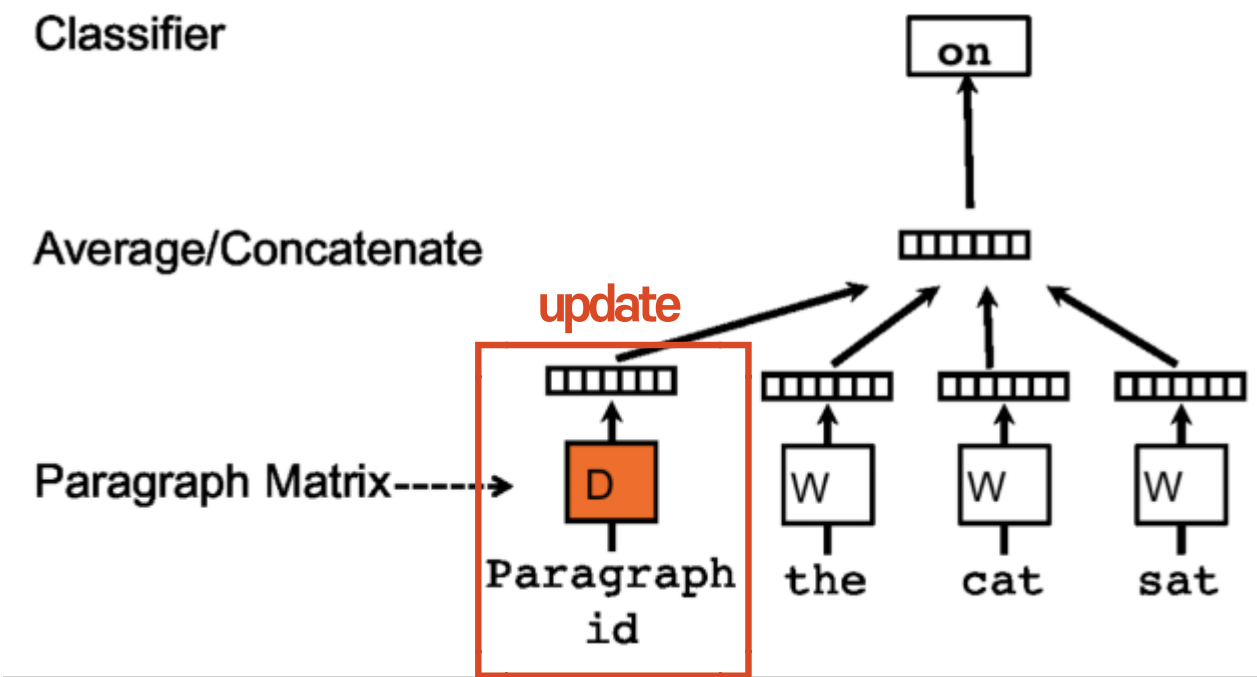 Classifier
on
Average/Concatenate
update
Paragraph Matrix
D
W
W
W
Paragraph
id
the
cat
sat